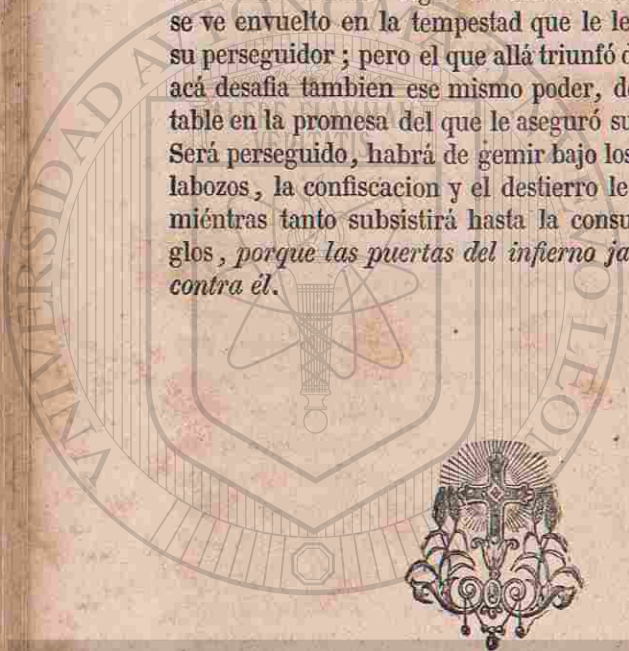 se ve envuelto en la tempestad que le le
su perseguidor ; pero el que allá triunfó d
acá desafia tambien ese mismo poder, de
table en la promesa del que le aseguró su
Será perseguido, habrá de gemir bajo los
labozos, la confiscacion y el destierro le
miéntras tanto subsistirá hasta la consu
glos, porque las puertas del infierno ja
contra él.